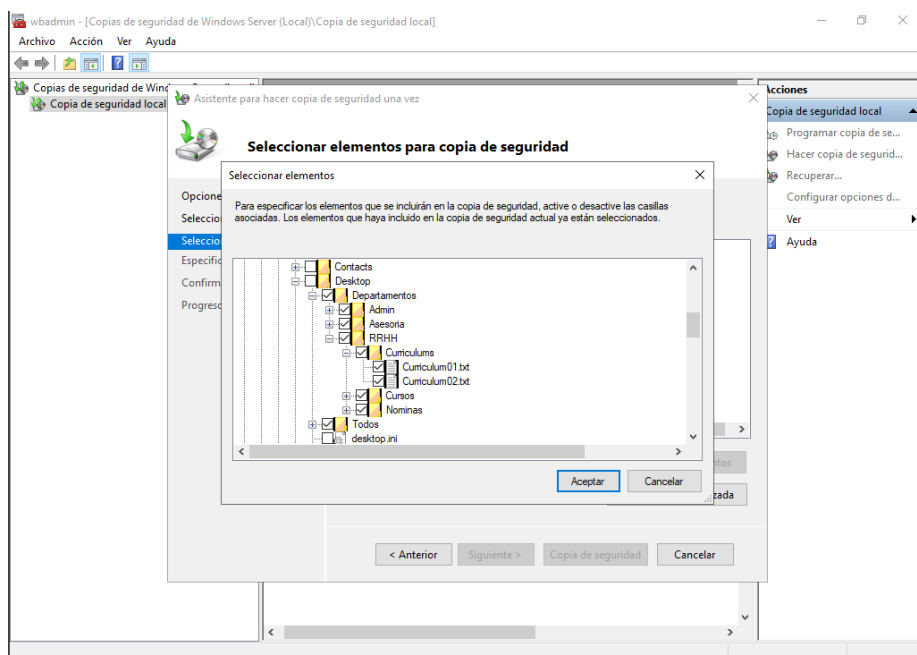 wbadmin - [Copias de seguridad de Windows Server (Local)\Copia de seguridad local]
Archivo Acción Ver Ayuda
Copias de seguridad de Wind
Copia de seguridad local
Asistente para hacer copia de seguridad una vez
Seleccionar elementos para copia de seguridad
Opcione
Seleccio
Seleccio
Especific
Confirm
Progreso
Seleccionar elementos
Para especificar los elementos que se incluirán en la copia de seguridad, active o desactive las casillas
asociadas. Los elementos que haya incluido en la copia de seguridad actual ya están seleccionados.
Contacts
Desktop
Departamentos
Admin
Asesoria
RRHH
Curriculums
Curriculum01.txt
Curriculum02.txt
Cursos
Nominas
Todos
desktop.ini
Aceptar Cancelar
ntos
zada
< Anterior Siguiente > Copia de seguridad Cancelar
Acciones
Copia de seguridad local
Programar copia de se...
Hacer copia de segurid...
Recuperar...
Configurar opciones d...
Ver
Ayuda